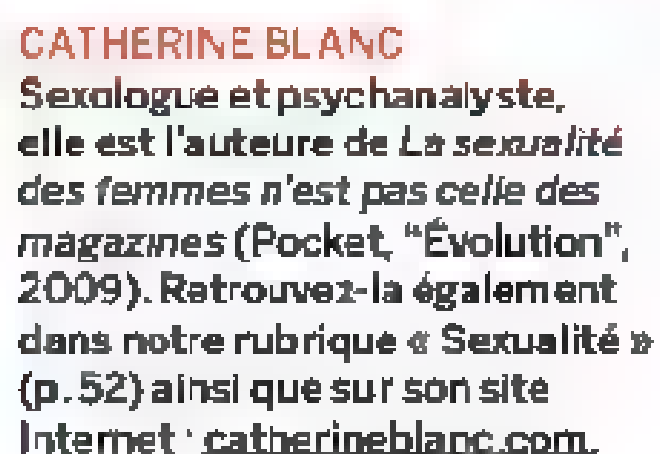 CATHERINE BLANC
Sexologue et psychanalyste,
elle est l'auteure de La sexualité
des femmes n'est pas celle des
magazines (Pocket, “Évolution”,
2009). Retrouvez-la également
dans notre rubrique « Sexualité »
(p. 52) ainsi que sur son site
Internet : catherineblanc.com.